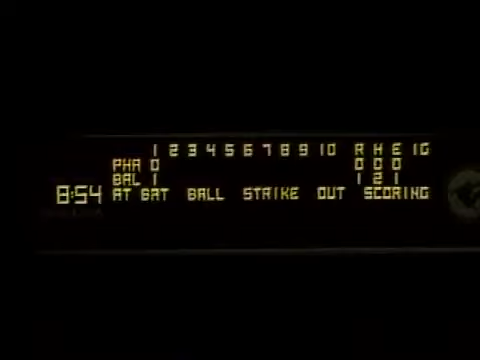 1 2 3 4 5 6 7 8 9 10 R H E 10
PHA 0 0 0 0
BAL 1 1 2 1
8:54 AT BAT BALL STRIKE OUT SCORING